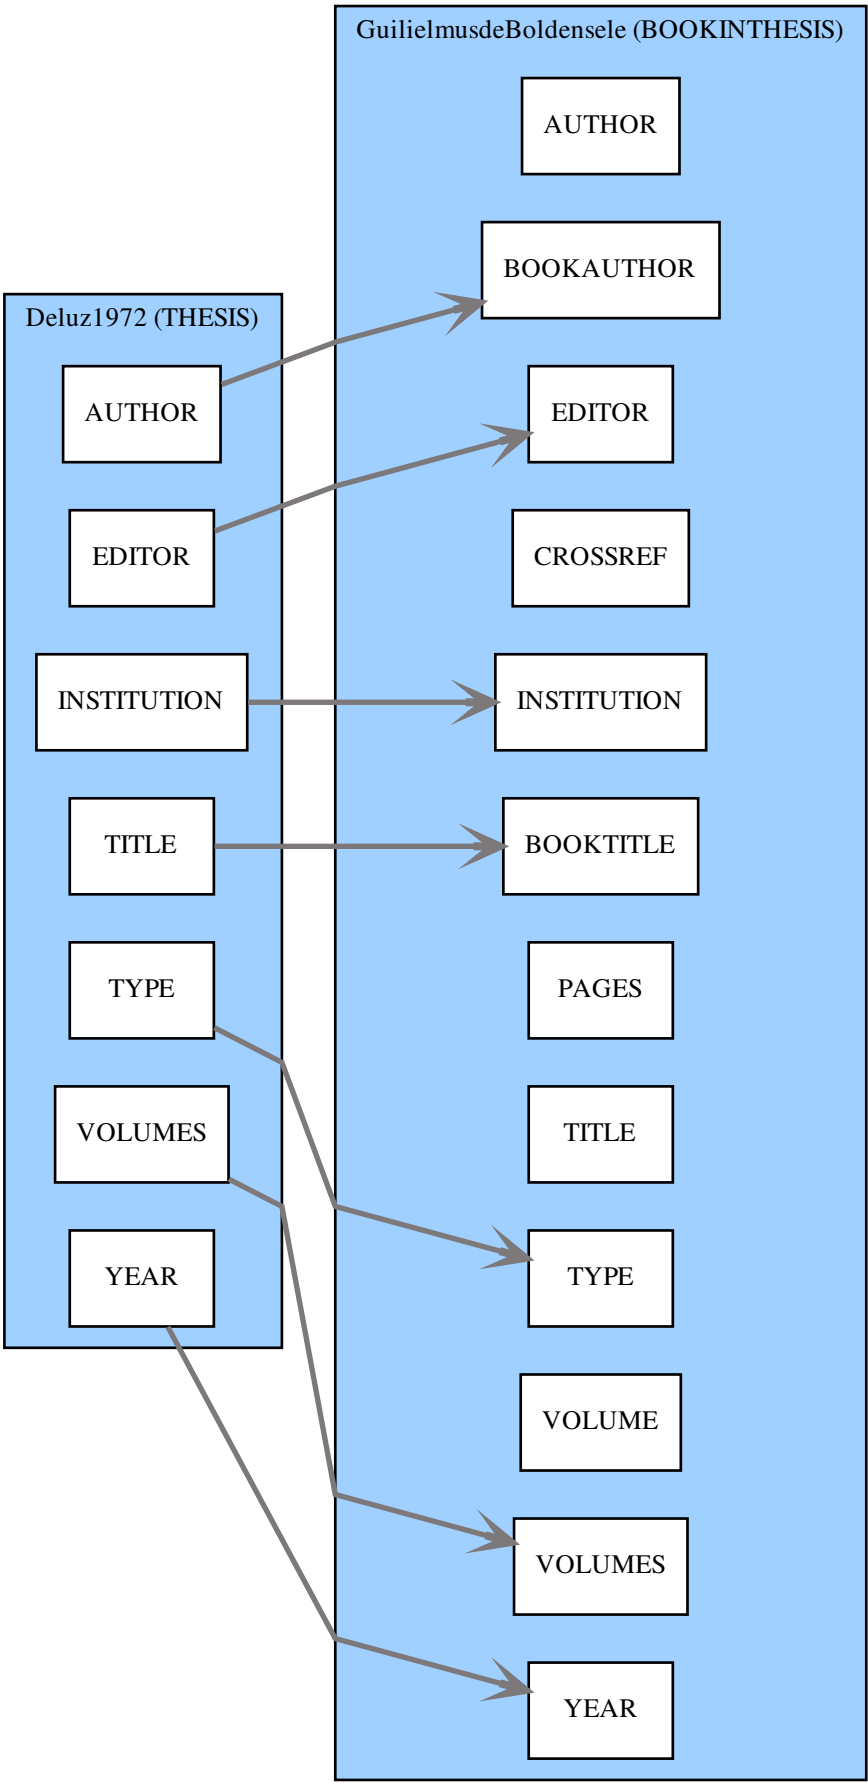 GuilielmusdeBoldensele (BOOKINTHESIS)
AUTHOR
BOOKAUTHOR
EDITOR
CROSSREF
INSTITUTION
BOOKTITLE
PAGES
TITLE
TYPE
VOLUME
VOLUMES
YEAR
Deluz1972 (THESIS)
AUTHOR
EDITOR
INSTITUTION
TITLE
TYPE
VOLUMES
YEAR